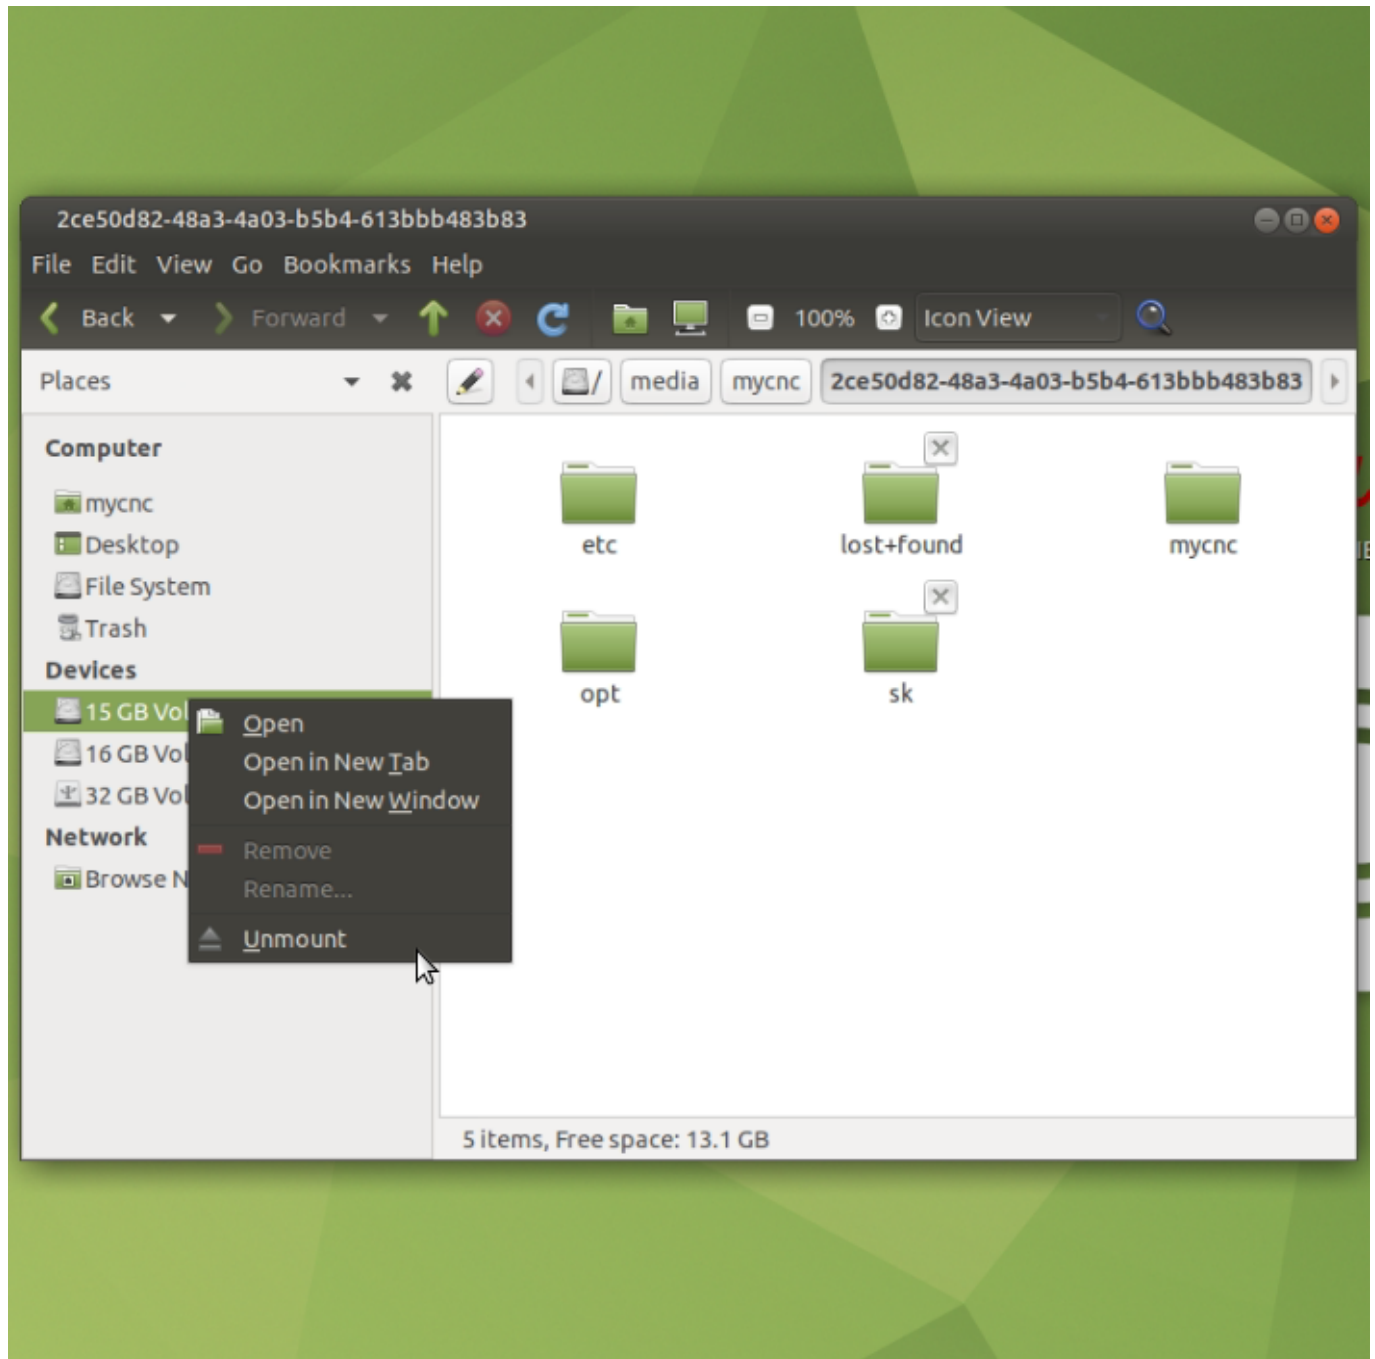 2ce50d82-48a3-4a03-b5b4-613bbb483b83
File Edit View Go Bookmarks Help
Back Forward 100% Icon View
Places / media mycnc 2ce50d82-48a3-4a03-b5b4-613bbb483b83
Computer
mycnc
Desktop
File System
Trash
Devices
15 GB
16 GB
32 GB
Network
Browse
Open
Open in New Tab
Open in New Window
Remove
Rename...
Unmount
etc lost+found mycnc
opt sk
5 items, Free space: 13.1 GB